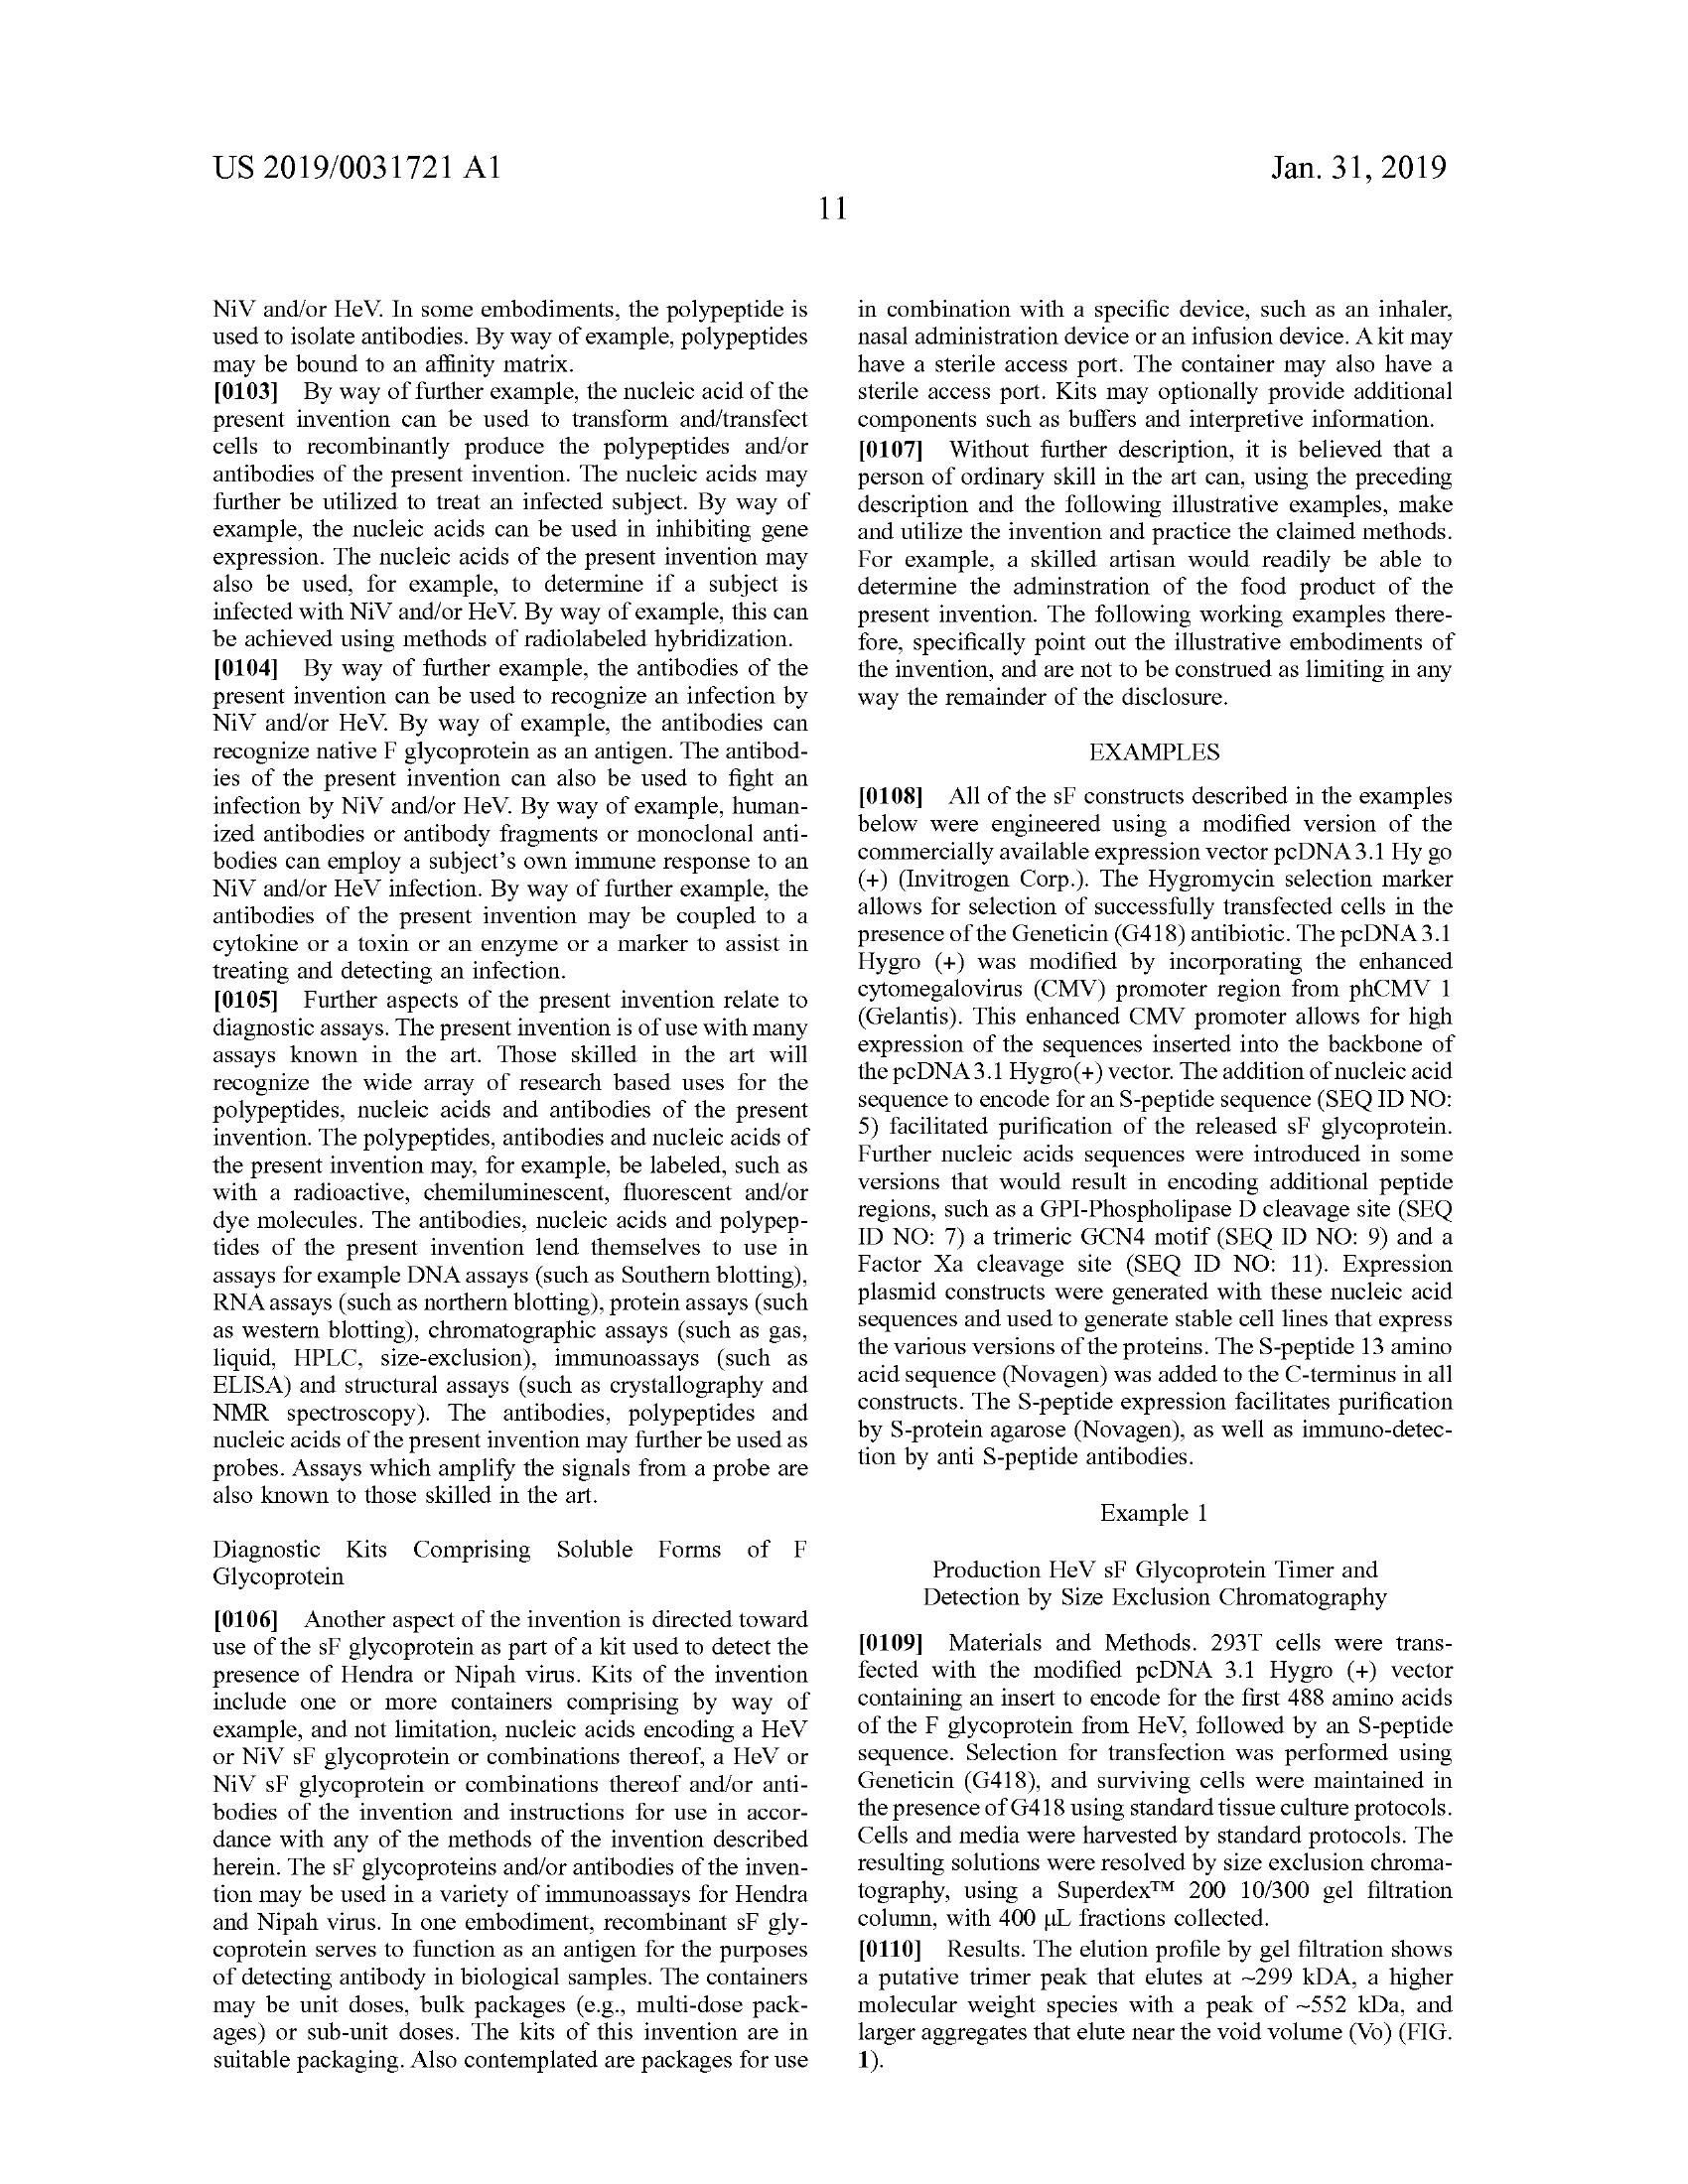 US 2019/0031721 A1
Jan. 31, 2019
11
NiV and/or HeV. In some embodiments, the polypeptide is
used to isolate antibodies. By way of example, polypeptides
may be bound to an affinity matrix.
[0103] By way of further example, the nucleic acid of the
present invention can be used to transform and/transfect
cells to recombinantly produce the polypeptides and/or
antibodies of the present invention. The nucleic acids may
further be utilized to treat an infected subject. By way of
example, the nucleic acids can be used in inhibiting gene
expression. The nucleic acids of the present invention may
also be used, for example, to determine if a subject is
infected with NiV and/or HeV. By way of example, this can
be achieved using methods of radiolabeled hybridization.
[0104] By way of further example, the antibodies of the
present invention can be used to recognize an infection by
NiV and/or HeV. By way of example, the antibodies can
recognize native F glycoprotein as an antigen. The antibod-
ies of the present invention can also be used to fight an
infection by NiV and/or HeV. By way of example, human-
ized antibodies or antibody fragments or monoclonal anti-
bodies can employ a subject's own immune response to an
NiV and/or HeV infection. By way of further example, the
antibodies of the present invention may be coupled to a
cytokine or a toxin or an enzyme or a marker to assist in
treating and detecting an infection.
[0105] Further aspects of the present invention relate to
diagnostic assays. The present invention is of use with many
assays known in the art. Those skilled in the art will
recognize the wide array of research based uses for the
polypeptides, nucleic acids and antibodies of the present
invention. The polypeptides, antibodies and nucleic acids of
the present invention may, for example, be labeled, such as
with a radioactive, chemiluminescent, fluorescent and/or
dye molecules. The antibodies, nucleic acids and polypep-
tides of the present invention lend themselves to use in
assays for example DNA assays (such as Southern blotting),
RNA assays (such as northern blotting), protein assays (such
as western blotting), chromatographic assays (such as gas,
liquid, HPLC, size-exclusion), immunoassays (such as
ELISA) and structural assays (such as crystallography and
NMR spectroscopy). The antibodies, polypeptides and
nucleic acids of the present invention may further be used as
probes. Assays which amplify the signals from a probe are
also known to those skilled in the art.
Diagnostic Kits Comprising Soluble Forms of F
Glycoprotein
[0106] Another aspect of the invention is directed toward
use of the sF glycoprotein as part of a kit used to detect the
presence of Hendra or Nipah virus. Kits of the invention
include one or more containers comprising by way of
example, and not limitation, nucleic acids encoding a HeV
or NiV sF glycoprotein or combinations thereof, a HeV or
NiV sF glycoprotein or combinations thereof and/or anti-
bodies of the invention and instructions for use in accor-
dance with any of the methods of the invention described
herein. The sF glycoproteins and/or antibodies of the inven-
tion may be used in a variety of immunoassays for Hendra
and Nipah virus. In one embodiment, recombinant sF gly-
coprotein serves to function as an antigen for the purposes
of detecting antibody in biological samples. The containers
may be unit doses, bulk packages (e.g., multi-dose pack-
ages) or sub-unit doses. The kits of this invention are in
suitable packaging. Also contemplated are packages for use
in combination with a specific device, such as an inhaler,
nasal administration device or an infusion device. A kit may
have a sterile access port. The container may also have a
sterile access port. Kits may optionally provide additional
components such as buffers and interpretive information.
[0107] Without further description, it is believed that a
person of ordinary skill in the art can, using the preceding
description and the following illustrative examples, make
and utilize the invention and practice the claimed methods.
For example, a skilled artisan would readily be able to
determine the adminstration of the food product of the
present invention. The following working examples there-
fore, specifically point out the illustrative embodiments of
the invention, and are not to be construed as limiting in any
way the remainder of the disclosure.
EXAMPLES
[0108] All of the sF constructs described in the examples
below were engineered using a modified version of the
commercially available expression vector pcDNA 3.1 Hy go
(+) (Invitrogen Corp.). The Hygromycin selection marker
allows for selection of successfully transfected cells in the
presence of the Geneticin (G418) antibiotic. The pcDNA 3.1
Hygro (+) was modified by incorporating the enhanced
cytomegalovirus (CMV) promoter region from phCMV 1
(Gelantis). This enhanced CMV promoter allows for high
expression of the sequences inserted into the backbone of
the pcDNA 3.1 Hygro(+) vector. The addition of nucleic acid
sequence to encode for an S-peptide sequence (SEQ ID NO:
5) facilitated purification of the released sF glycoprotein.
Further nucleic acids sequences were introduced in some
versions that would result in encoding additional peptide
regions, such as a GPI-Phospholipase D cleavage site (SEQ
ID NO: 7) a trimeric GCN4 motif (SEQ ID NO: 9) and a
Factor Xa cleavage site (SEQ ID NO: 11). Expression
plasmid constructs were generated with these nucleic acid
sequences and used to generate stable cell lines that express
the various versions of the proteins. The S-peptide 13 amino
acid sequence (Novagen) was added to the C-terminus in all
constructs. The S-peptide expression facilitates purification
by S-protein agarose (Novagen), as well as immuno-detec-
tion by anti S-peptide antibodies.
Example 1
Production HeV sF Glycoprotein Timer and
Detection by Size Exclusion Chromatography
[0109] Materials and Methods. 293T cells were trans-
fected with the modified pcDNA 3.1 Hygro (+) vector
containing an insert to encode for the first 488 amino acids
of the F glycoprotein from HeV, followed by an S-peptide
sequence. Selection for transfection was performed using
Geneticin (G418), and surviving cells were maintained in
the presence of G418 using standard tissue culture protocols.
Cells and media were harvested by standard protocols. The
resulting solutions were resolved by size exclusion chroma-
tography, using a Superdex™ 200 10/300 gel filtration
column, with 400 μL fractions collected.
[0110] Results. The elution profile by gel filtration shows
a putative trimer peak that elutes at ~299 kDA, a higher
molecular weight species with a peak of ~552 kDa, and
larger aggregates that elute near the void volume (Vo) (FIG.
1).